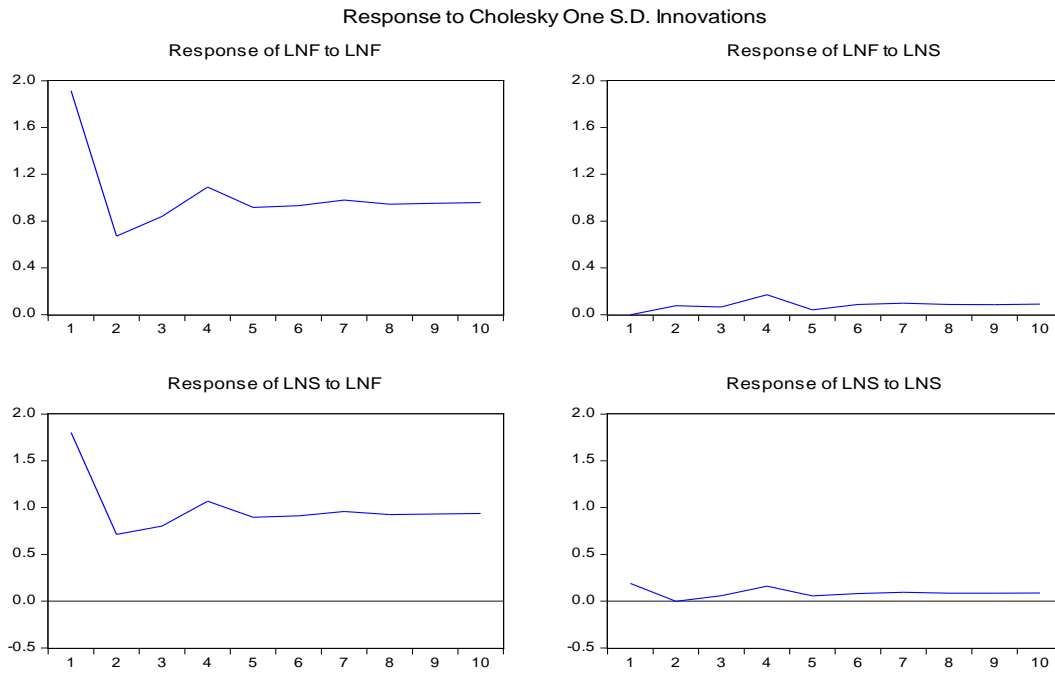 Response to Cholesky One S.D. Innovations
Response of LNF to LNF
2.0
1.6
1.2
0.8
0.4
0.0
1 2 3 4 5 6 7 8 9 10
Response of LNF to LNS
2.0
1.6
1.2
0.8
0.4
0.0
1 2 3 4 5 6 7 8 9 10
Response of LNS to LNF
2.0
1.5
1.0
0.5
0.0
-0.5
1 2 3 4 5 6 7 8 9 10
Response of LNS to LNS
2.0
1.5
1.0
0.5
0.0
-0.5
1 2 3 4 5 6 7 8 9 10